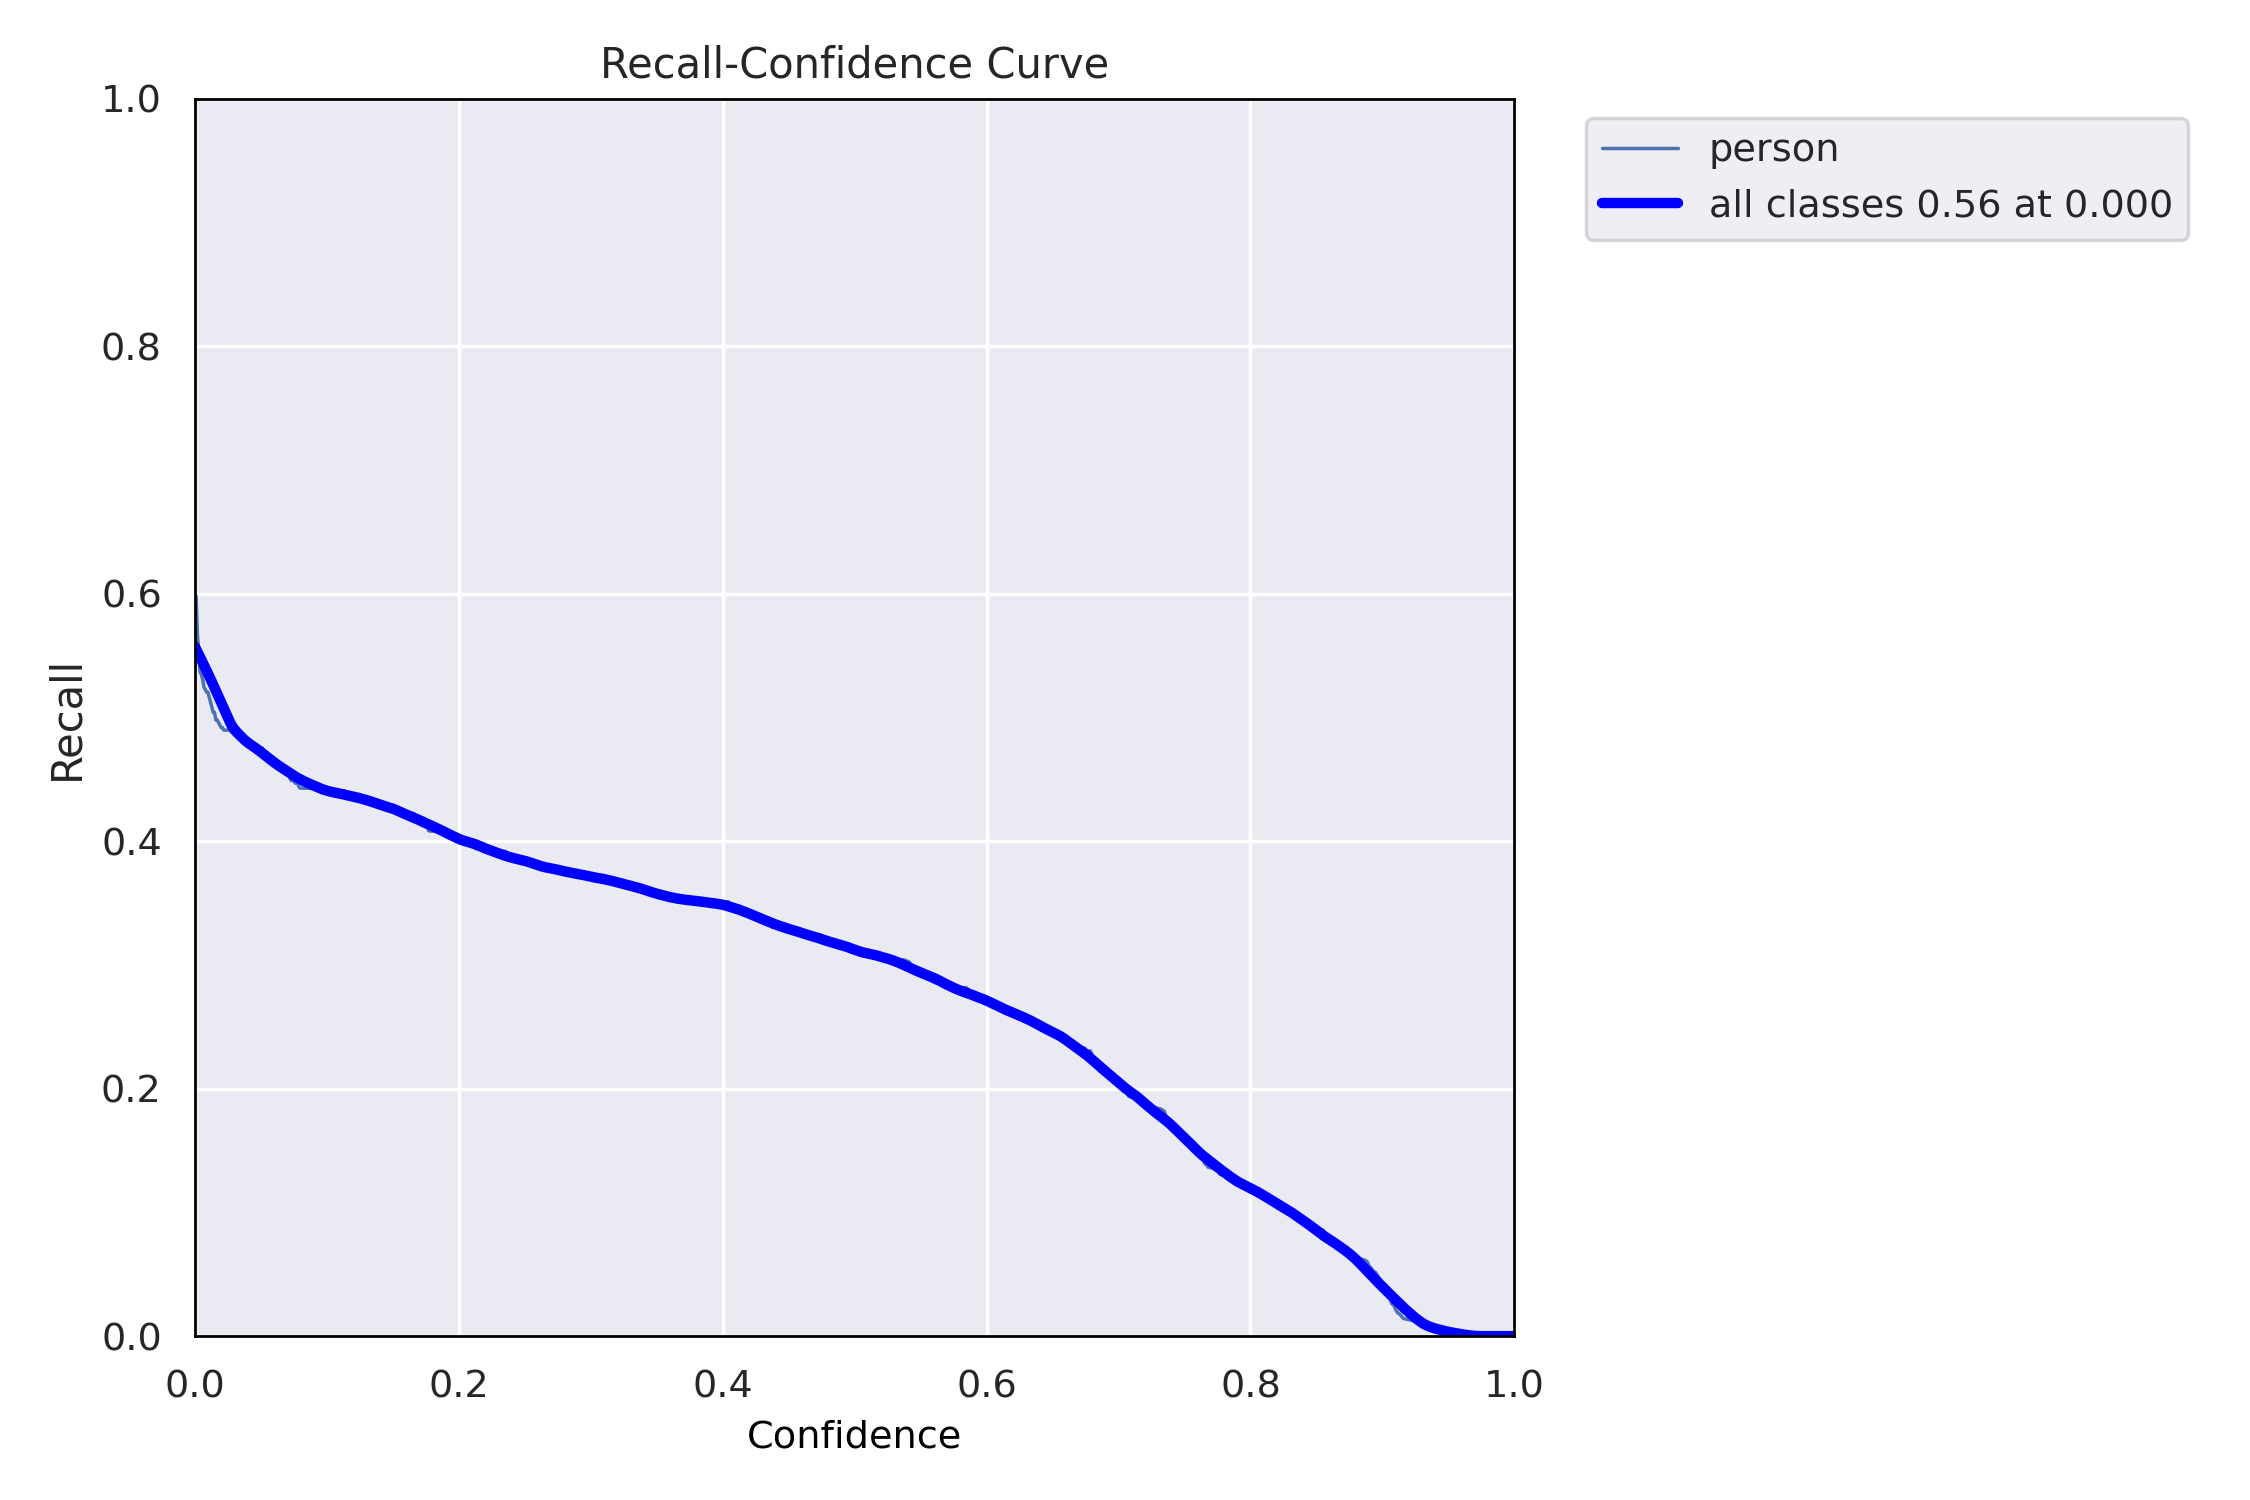 Recall-Confidence Curve
1.0
0.8
0.6
0.4
0.2
0.0
Recall
0.0 0.2 0.4 0.6 0.8 1.0
Confidence
person
all classes 0.56 at 0.000